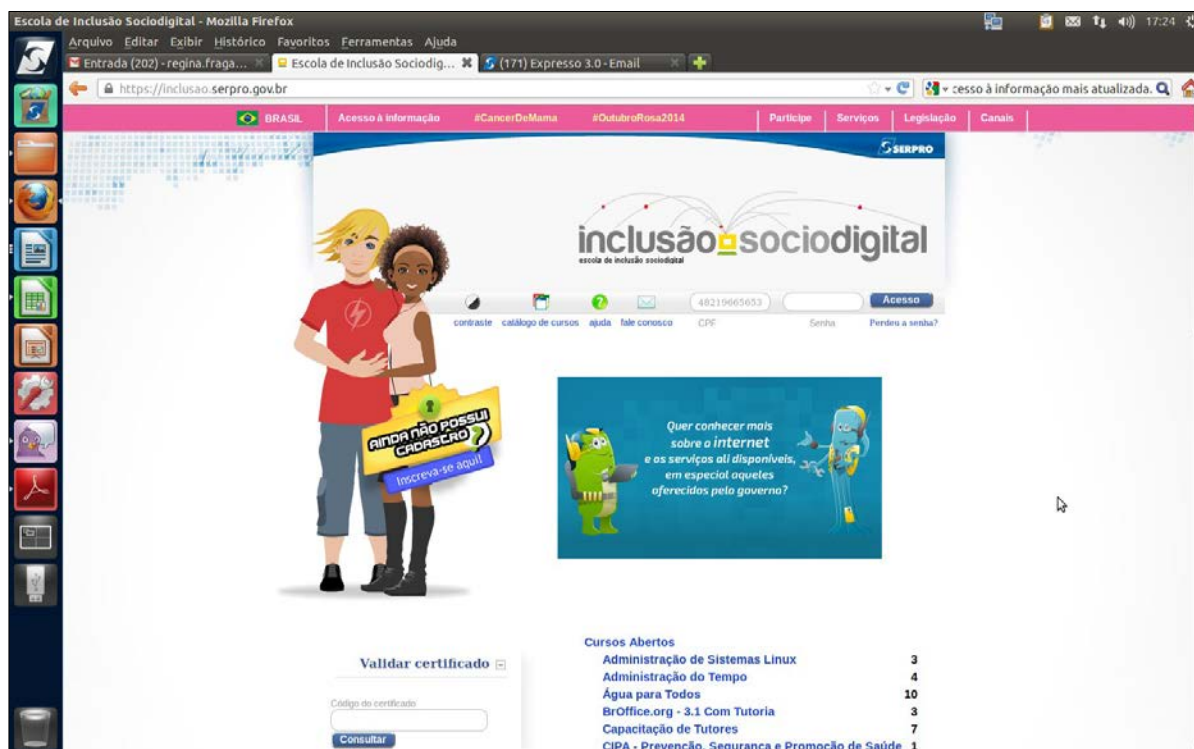 Escola de Inclusão Sociodigital - Mozilla Firefox
17:24
Arquivo Editar Exibir Histórico Favoritos Ferramentas Ajuda
Entrada (202) - regina.fraga...
Escola de Inclusão Sociodig...
(171) Expresso 3.0 - Email
https://inclusao.serpro.gov.br
cesso à informação mais atualizada.
BRASIL
Acesso à informação
#CancerDeMama
#OutubroRosa2014
Participe
Serviços
Legislação
Canais
SERPRO
inclusão sociodigital
escola de inclusão sociodigital
48219665653
Acesso
contraste
catálogo de cursos
ajuda
fale conosco
CPF
Senha
Perdeu a senha?
AINDA NÃO POSSUI
CADASTRO?
Inscreva-se aqui!
Quer conhecer mais
sobre a internet
e os serviços ali disponíveis,
em especial aqueles
oferecidos pelo governo?
Validar certificado
Código do certificado
Consultar
Cursos Abertos
Administração de Sistemas Linux 3
Administração do Tempo 4
Água para Todos 10
BrOffice.org - 3.1 Com Tutoria 3
Capacitação de Tutores 7
CIPA - Prevenção, Segurança e Promoção de Saúde 1